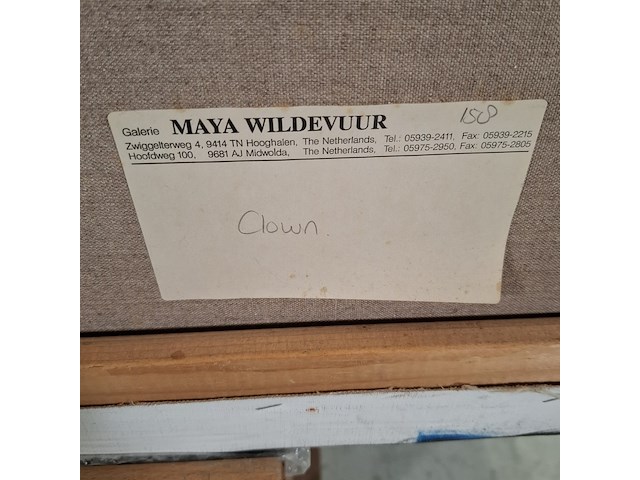 158
Galerie MAYA WILDEVUUR
Zwiggelterweg 4, 9414 TN Hooghalen, The Netherlands, Tel.: 05939-2411, Fax: 05939-2215
Hoofdweg 100, 9681 AJ Midwolda, The Netherlands. Tel.: 05975-2950, Fax: 05975-2805
Clown.